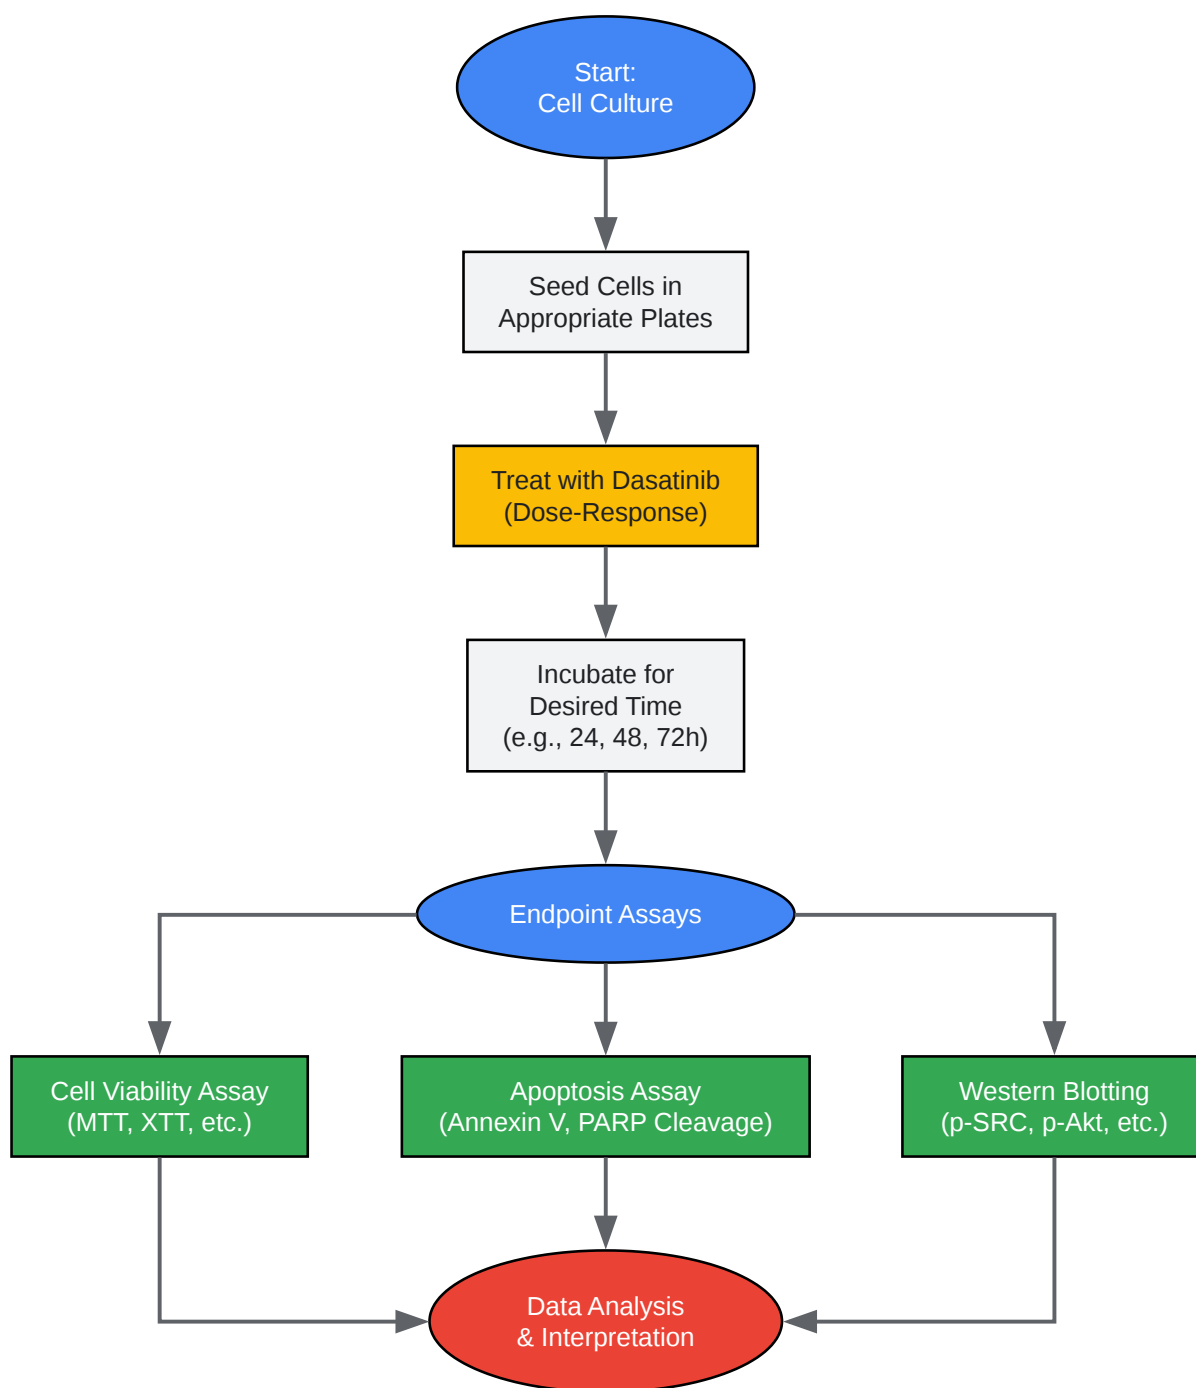 Start:
Cell Culture
Seed Cells in
Appropriate Plates
Treat with Dasatinib
(Dose-Response)
Incubate for
Desired Time
(e.g., 24, 48, 72h)
Endpoint Assays
Cell Viability Assay
(MTT, XTT, etc.)
Apoptosis Assay
(Annexin V, PARP Cleavage)
Western Blotting
(p-SRC, p-Akt, etc.)
Data Analysis
& Interpretation